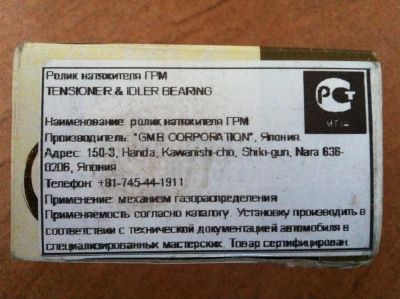 Ролик натяжителя ГРМ
TENSIONER & IDLER BEARING
Наименование: ролик натяжителя ГРМ
Производитель: "GMB CORPORATION", Япония.
Адрес: 150-3, Handa, Kawanishi-cho, Shiki-gun, Nara 636-
0206, Япония
Телефон: +81-745-44-1911
Применение: механизм газораспределения
Применяемость согласно каталогу. Установку производить в
соответствии с технической документацией автомобиля в
специализированных мастерских. Товар сертифицирован